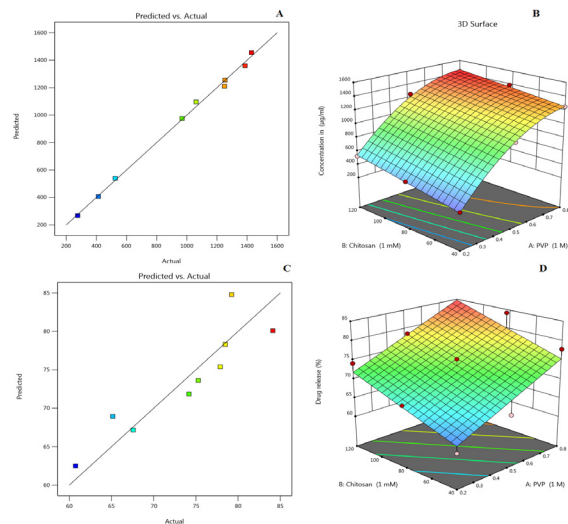 Predicted vs. Actual
A
Predicted
1600
1400
1200
1000
800
600
400
200
200 400 600 800 1000 1200 1400 1600
Actual
B
3D Surface
Concentration in (µg/ml)
1600
1400
1200
1000
800
600
400
200
120 100 80 60 40
B: Chitosan (1 mM)
0.2 0.3 0.4 0.5 0.6 0.7 0.8
A: PVP (1 M)
C
Predicted vs. Actual
Predicted
85
80
75
70
65
60
60 65 70 75 80 85
Actual
D
Drug release (%)
85
80
75
70
65
60
120 100 80 60 40
B: Chitosan (1 mM)
0.2 0.3 0.4 0.5 0.6 0.7 0.8
A: PVP (1 M)